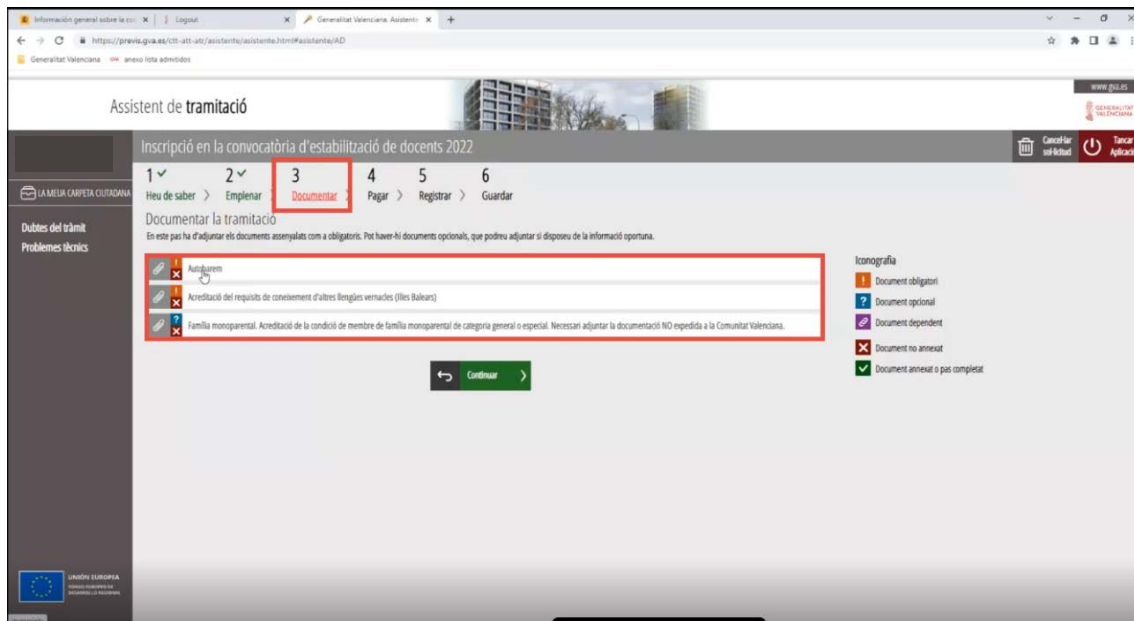 Información general sobre la con
Logout
Generalitat Valenciana. Asistente
https://previs.gva.es/ctt-att-atr/asistente/asistente.html#asistente/AD
Generalitat Valenciana
anexo lista admitidos
www.gva.es
Assistent de tramitació
GENERALITAT
VALENCIANA
Inscripció en la convocatòria d'estabilització de docents 2022
Cancel·lar
sol·licitud
Tancar
Aplicació
LA MEUA CARPETA CIUTADANA
1 2 3 4 5 6
Heu de saber > Emplenar > Documentar > Pagar > Registrar > Guardar
Dubtes del tràmit
Problemes tècnics
Documentar la tramitació
En este pas ha d'adjuntar els documents assenyalats com a obligatoris. Pot haver-hi documents opcionals, que podreu adjuntar si disposeu de la informació oportuna.
Autobarem
Acreditació del requisits de coneixement d'altres llengües vernacles (Illes Balears)
Família monoparental. Acreditació de la condició de membre de família monoparental de categoria general o especial. Necessari adjuntar la documentació NO expedida a la Comunitat Valenciana.
Continuar
Iconografia
Document obligatori
Document opcional
Document dependent
Document no annexat
Document annexat o pas completat
UNIÓN EUROPEA
FONDO EUROPEO DE
DESARROLLO REGIONAL